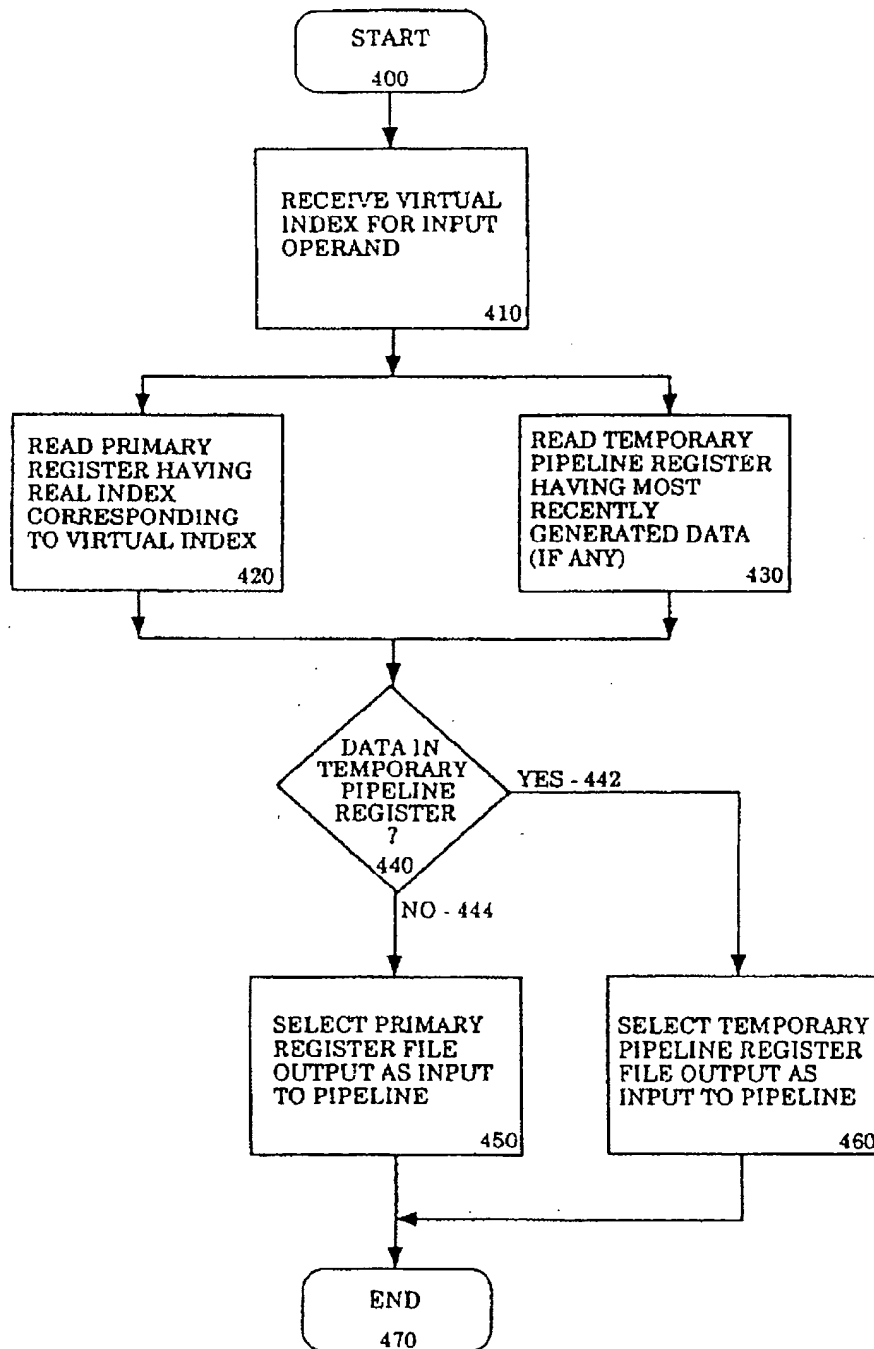 START
400
RECEIVE VIRTUAL
INDEX FOR INPUT
OPERAND
410
READ PRIMARY
REGISTER HAVING
REAL INDEX
CORRESPONDING
TO VIRTUAL INDEX
420
READ TEMPORARY
PIPELINE REGISTER
HAVING MOST
RECENTLY
GENERATED DATA
(IF ANY)
430
DATA IN
TEMPORARY
PIPELINE
REGISTER
?
440
YES - 442
NO - 444
SELECT PRIMARY
REGISTER FILE
OUTPUT AS INPUT
TO PIPELINE
450
SELECT TEMPORARY
PIPELINE REGISTER
FILE OUTPUT AS
INPUT TO PIPELINE
460
END
470